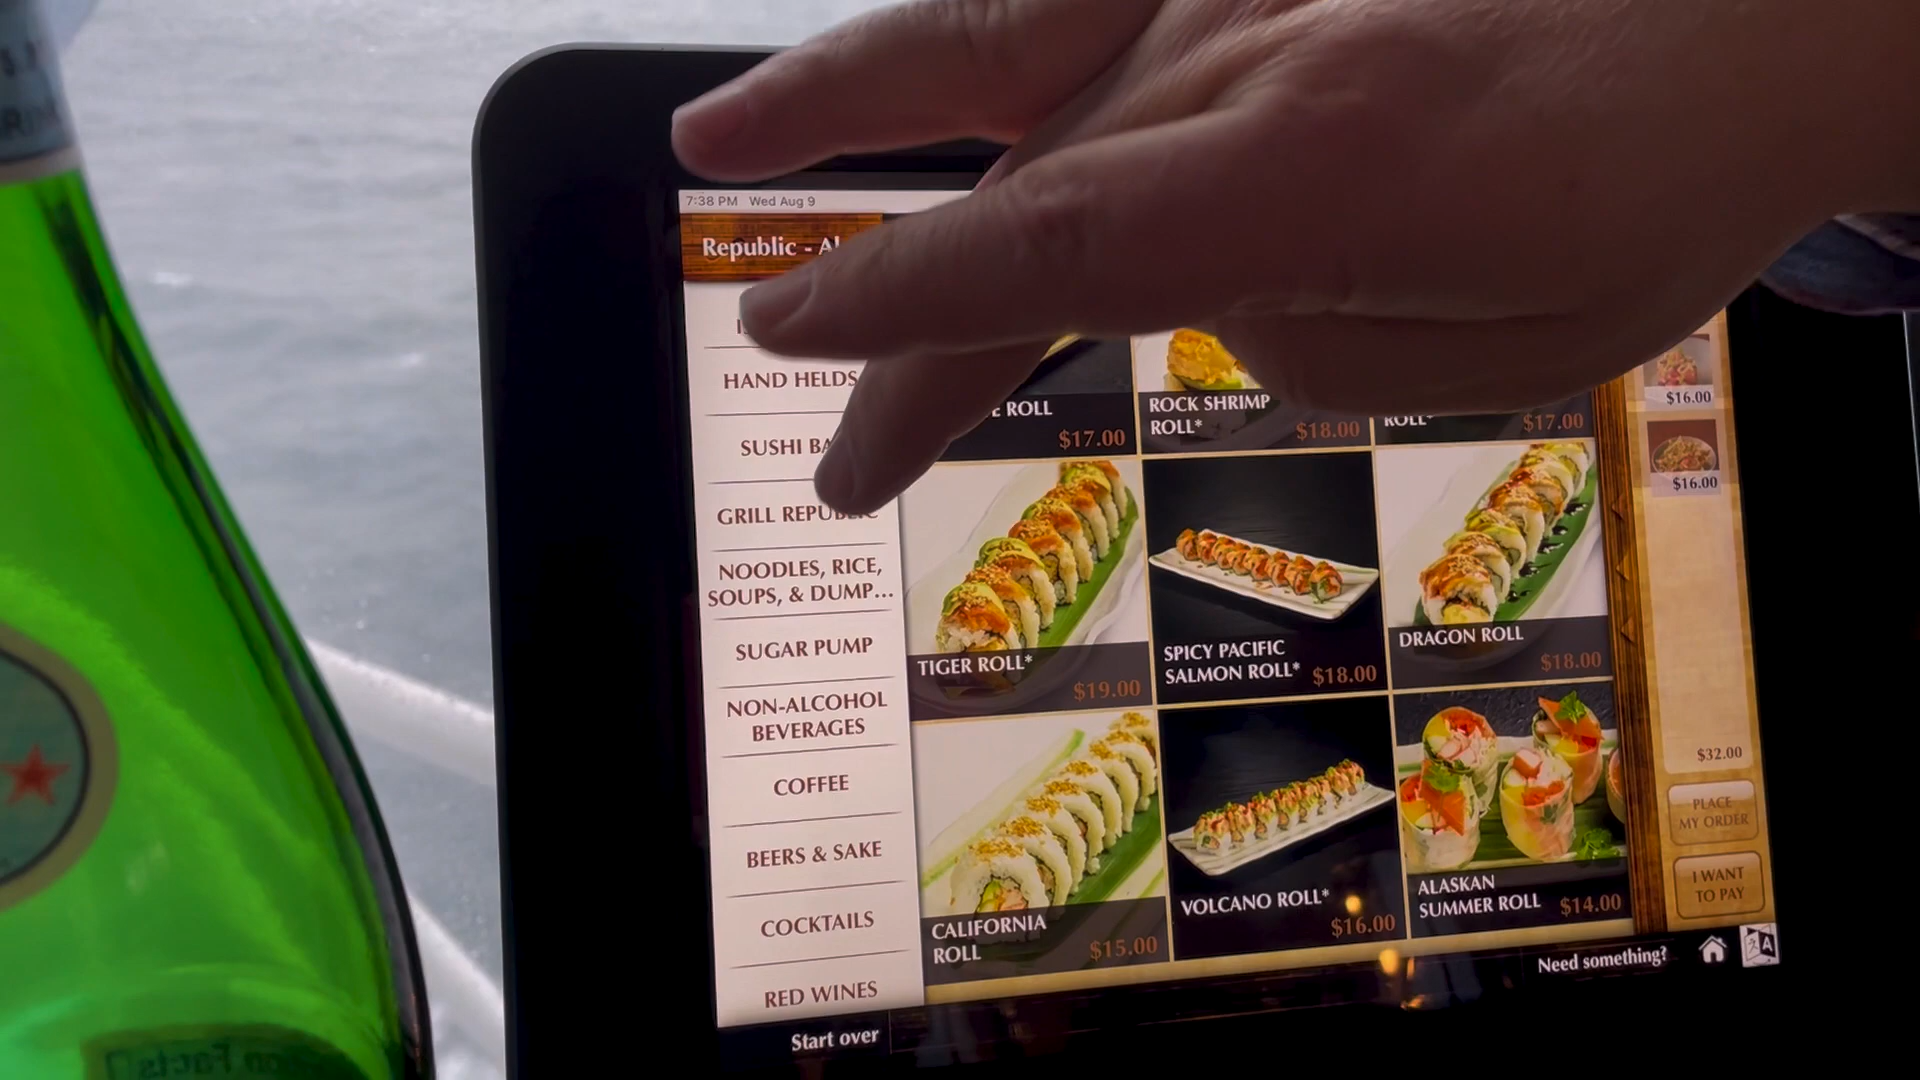 7:38 PM Wed Aug 9
Republic -
HAND HELDS
SUSHI
GRILL REPUBLIC
NOODLES, RICE,
SOUPS, & DUMP...
SUGAR PUMP
NON-ALCOHOL
BEVERAGES
COFFEE
BEERS & SAKE
COCKTAILS
RED WINES
Start over
ROLL
$17.00
ROCK SHRIMP
ROLL*
$18.00
ROLL*
$17.00
TIGER ROLL*
$19.00
SPICY PACIFIC
SALMON ROLL*
$18.00
DRAGON ROLL
$18.00
CALIFORNIA
ROLL
$15.00
VOLCANO ROLL*
$16.00
ALASKAN
SUMMER ROLL
$14.00
$16.00
$16.00
$32.00
PLACE
MY ORDER
I WANT
TO PAY
Need something?